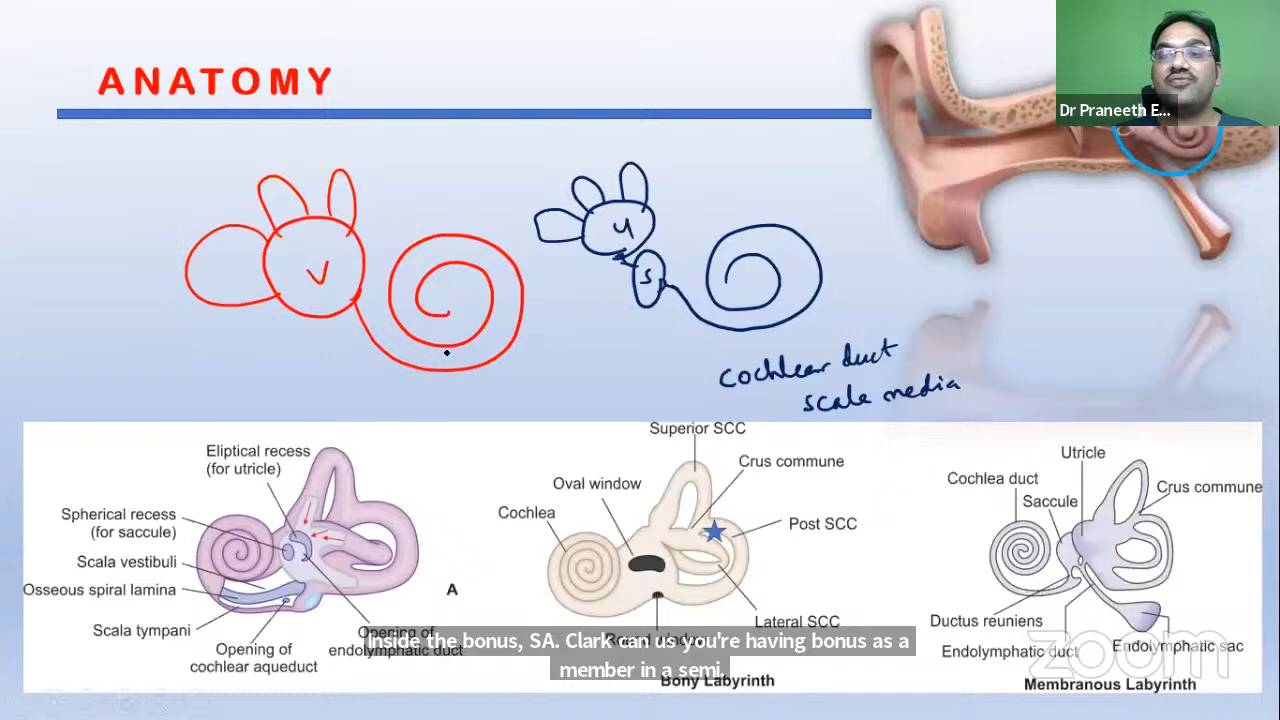 ANATOMY
Dr Praneeth E...
V
U
S
cochlear duct
scale media
Eliptical recess
(for utricle)
Spherical recess
(for saccule)
Scala vestibuli
Osseous spiral lamina
Scala tympani
Opening of
cochlear aqueduct
Opening of
endolymphatic duct
A
Superior SCC
Crus commune
Oval window
Cochlea
Post SCC
Lateral SCC
Bony Labyrinth
Utricle
Cochlea duct
Saccule
Crus commune
Ductus reuniens
Endolymphatic duct
Endolymphatic sac
Membranous Labyrinth
Inside the bonus, SA. Clark can us you're having bonus as a
member in a semi,
zoom